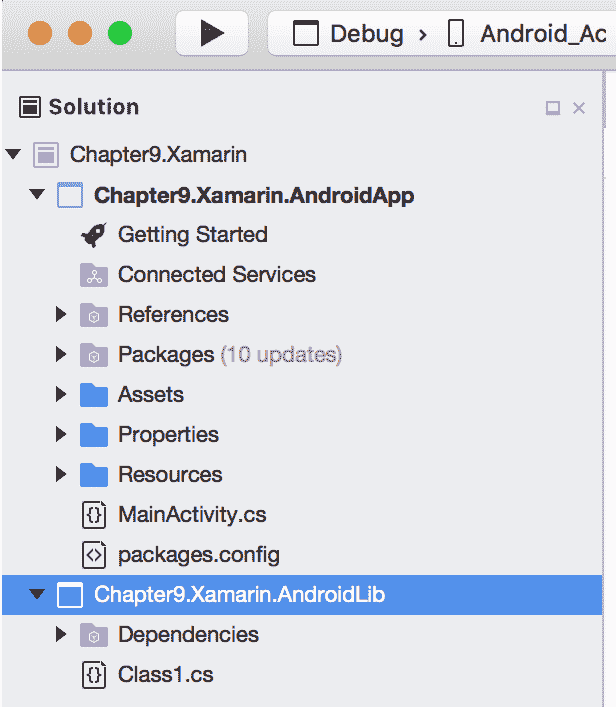 Debug › Android_Ac
Solution
Chapter9.Xamarin
Chapter9.Xamarin.AndroidApp
Getting Started
Connected Services
References
Packages (10 updates)
Assets
Properties
Resources
MainActivity.cs
packages.config
Chapter9.Xamarin.AndroidLib
Dependencies
Class1.cs